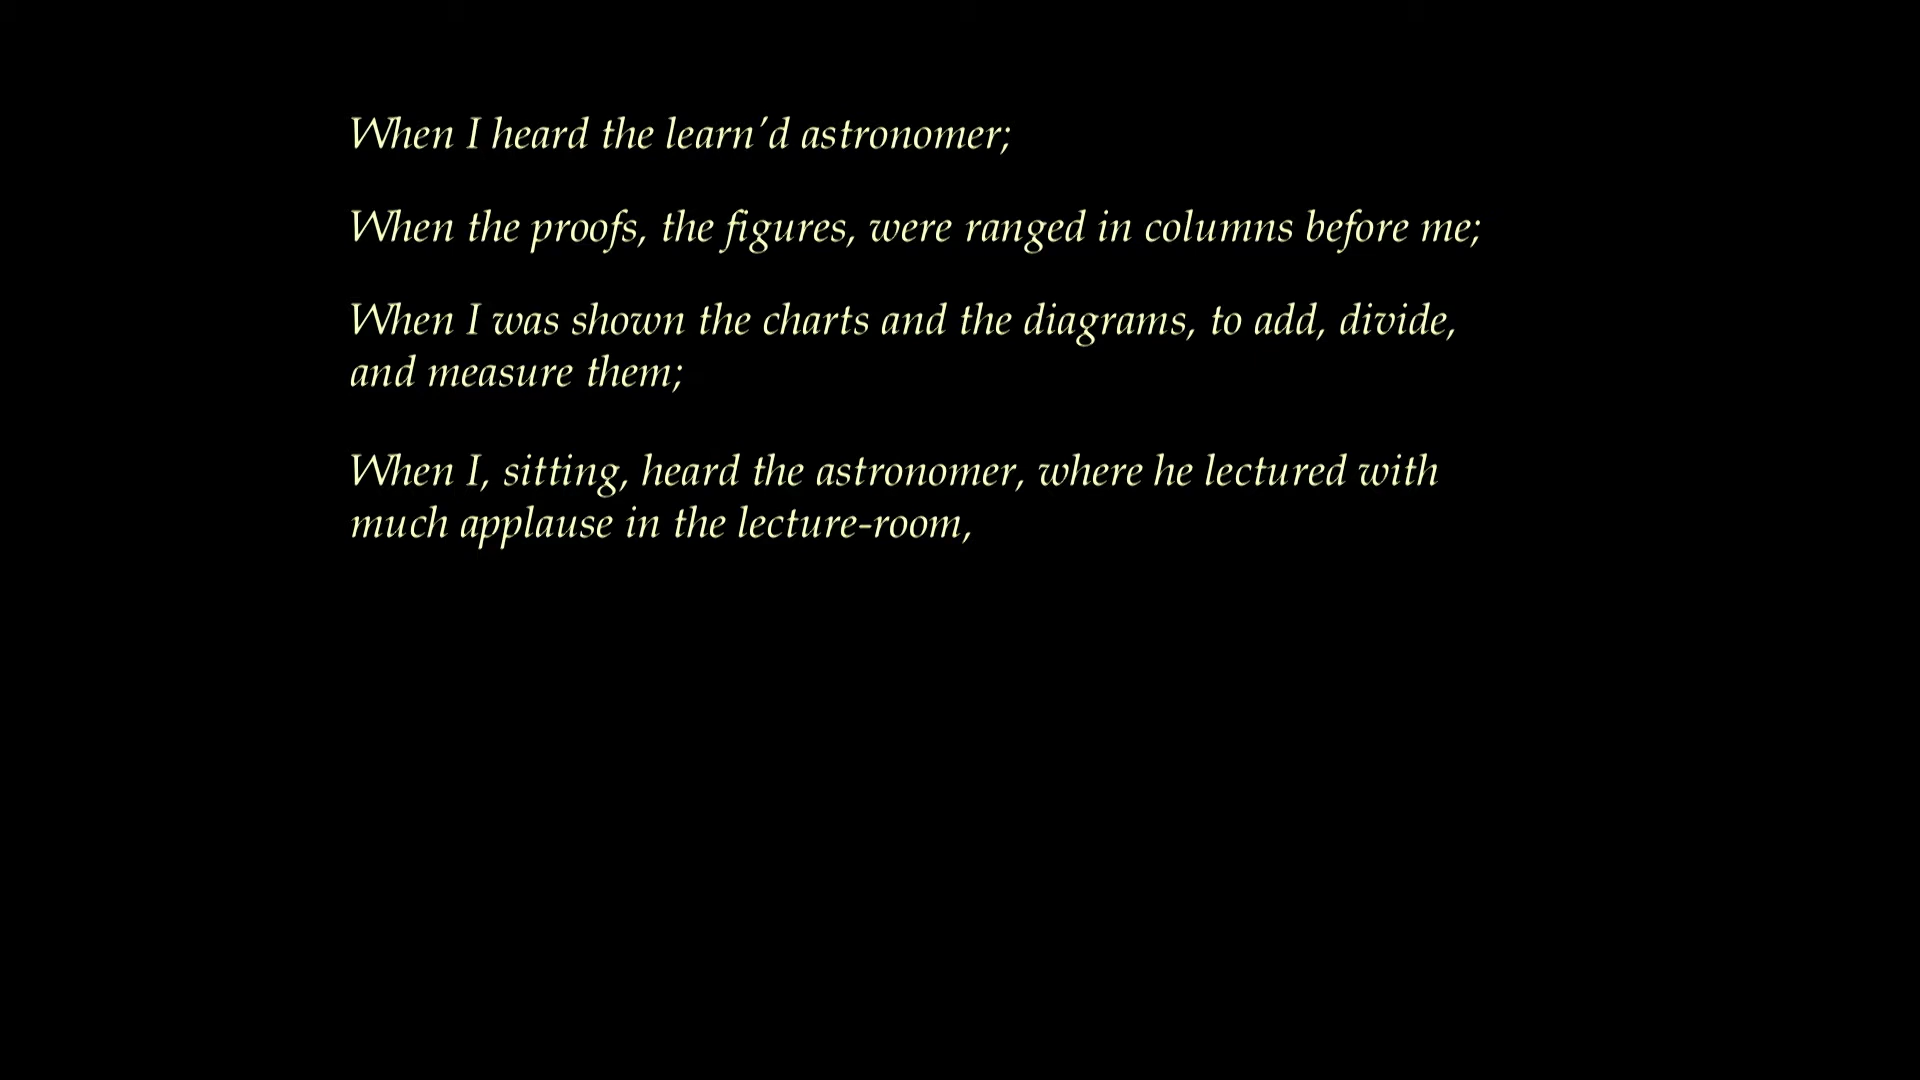 When I heard the learn’d astronomer;
When the proofs, the figures, were ranged in columns before me;
When I was shown the charts and the diagrams, to add, divide,
and measure them;
When I, sitting, heard the astronomer, where he lectured with
much applause in the lecture-room,